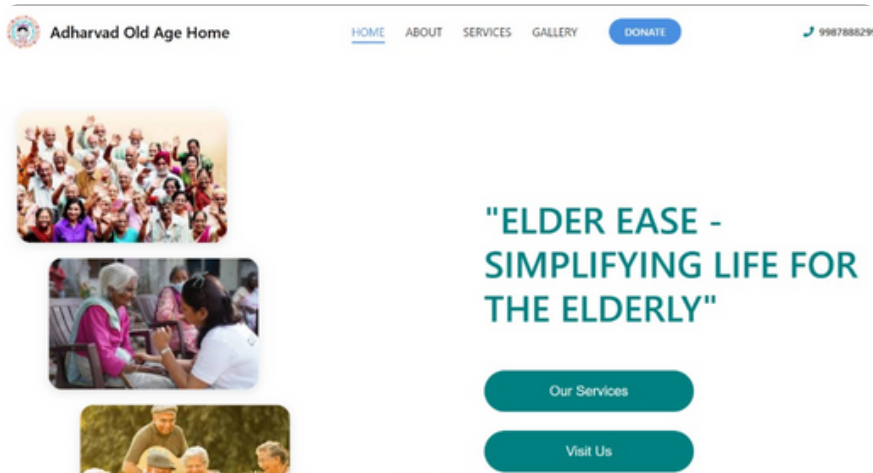 Adharvad Old Age Home
HOME ABOUT SERVICES GALLERY DONATE
"ELDER EASE -
SIMPLIFYING LIFE FOR
THE ELDERLY"
Our Services
Visit Us